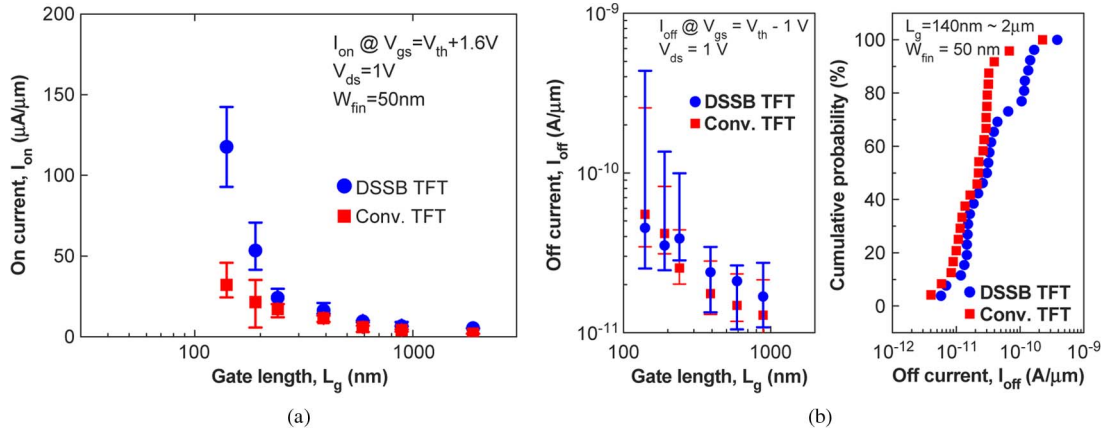 On current, I_on (μA/μm)
200
150
100
50
0
I_on @ V_gs=V_th+1.6V
V_ds=1V
W_fin=50nm
DSSB TFT
Conv. TFT
100
1000
Gate length, L_g (nm)
(a)
Off current, I_off (A/μm)
10^-9
10^-10
10^-11
I_off @ V_gs = V_th - 1 V
V_ds = 1 V
DSSB TFT
Conv. TFT
100
1000
Gate length, L_g (nm)
Cumulative probability (%)
100
80
60
40
20
0
L_g=140nm ~ 2μm
W_fin = 50 nm
DSSB TFT
Conv. TFT
10^-12
10^-11
10^-10
10^-9
Off current, I_off (A/μm)
(b)